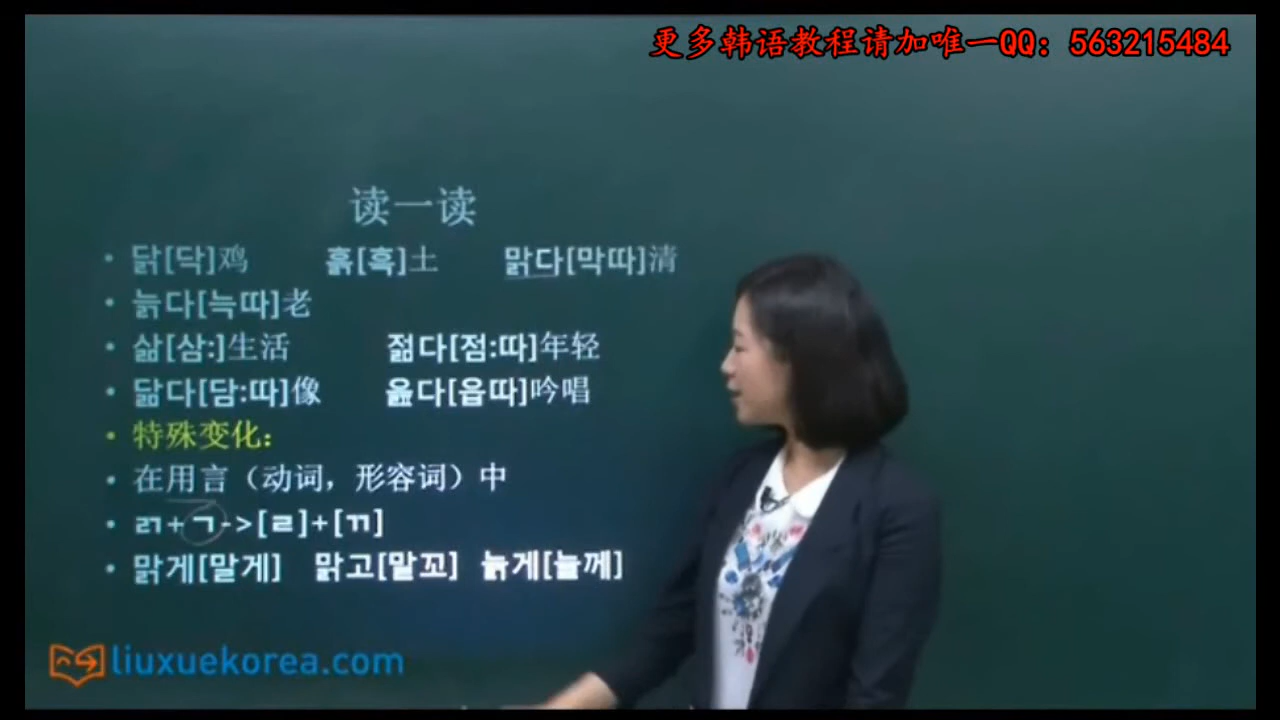 更多韩语教程请加唯一QQ：563215484
读一读
• 닭[닥]鸡 흙[흑]土 맑다[막따]清
• 늙다[늑따]老
• 삶[삼:]生活 젊다[점:따]年轻
• 닮다[담:따]像 읊다[읍따]吟唱
• 特殊变化：
• 在用言（动词，形容词）中
• ㄺ+ㄱ->[ㄹ]+[ㄲ]
• 맑게[말게] 맑고[말꼬] 늙게[늘께]
liuxuekorea.com